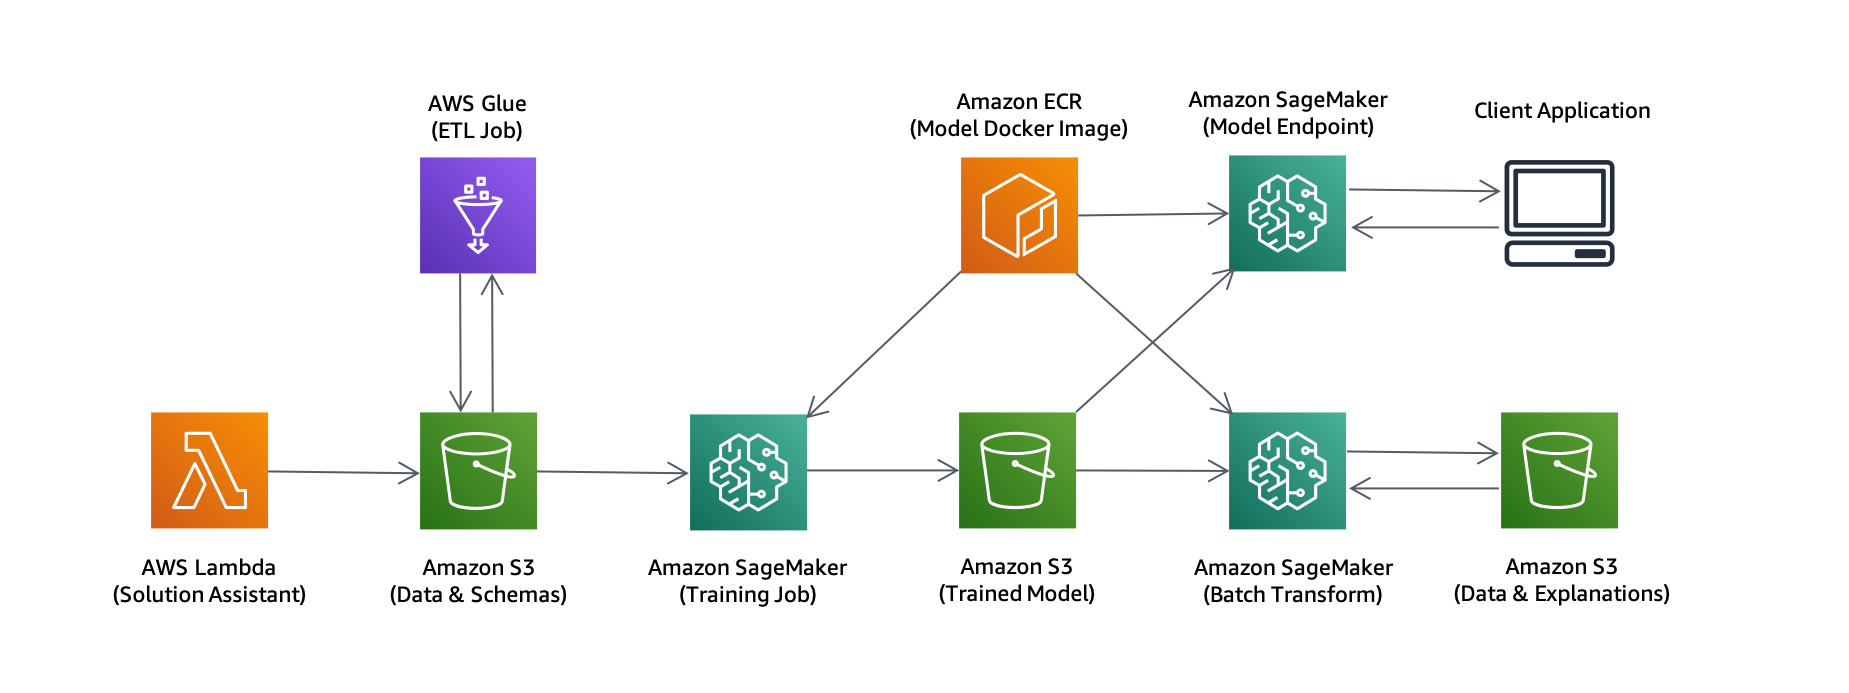 AWS Glue
(ETL Job)
Amazon ECR
(Model Docker Image)
Amazon SageMaker
(Model Endpoint)
Client Application
AWS Lambda
(Solution Assistant)
Amazon S3
(Data & Schemas)
Amazon SageMaker
(Training Job)
Amazon S3
(Trained Model)
Amazon SageMaker
(Batch Transform)
Amazon S3
(Data & Explanations)